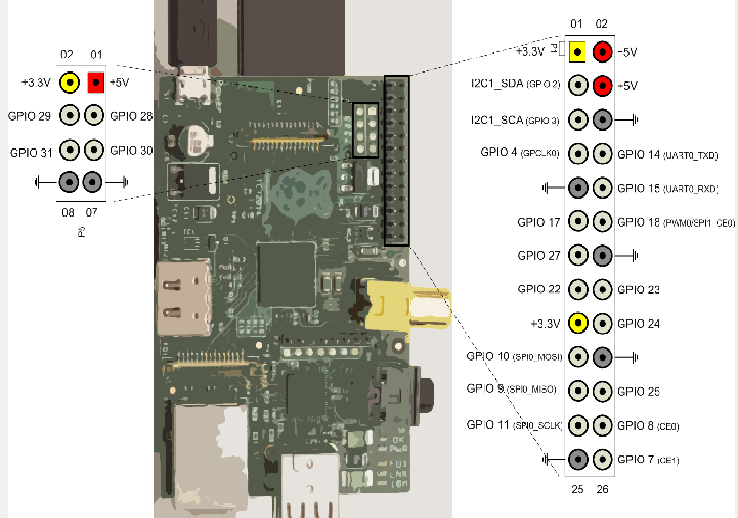 02 01
+3.3V +5V
GPIO 29 GPIO 28
GPIO 31 GPIO 30
08 07
P5
01 02
+3.3V +5V
I2C1_SDA (GPIO 2) +5V
I2C1_SCA (GPIO 3)
GPIO 4 (GPCLK0) GPIO 14 (UART0_TXD)
GPIO 15 (UART0_RXD)
GPIO 17 GPIO 18 (PWM0/SPI1_CE0)
GPIO 27
GPIO 22 GPIO 23
+3.3V GPIO 24
GPIO 10 (SPI0_MOSI)
GPIO 9 (SPI0_MISO) GPIO 25
GPIO 11 (SPI0_SCLK) GPIO 8 (CE0)
GPIO 7 (CE1)
25 26